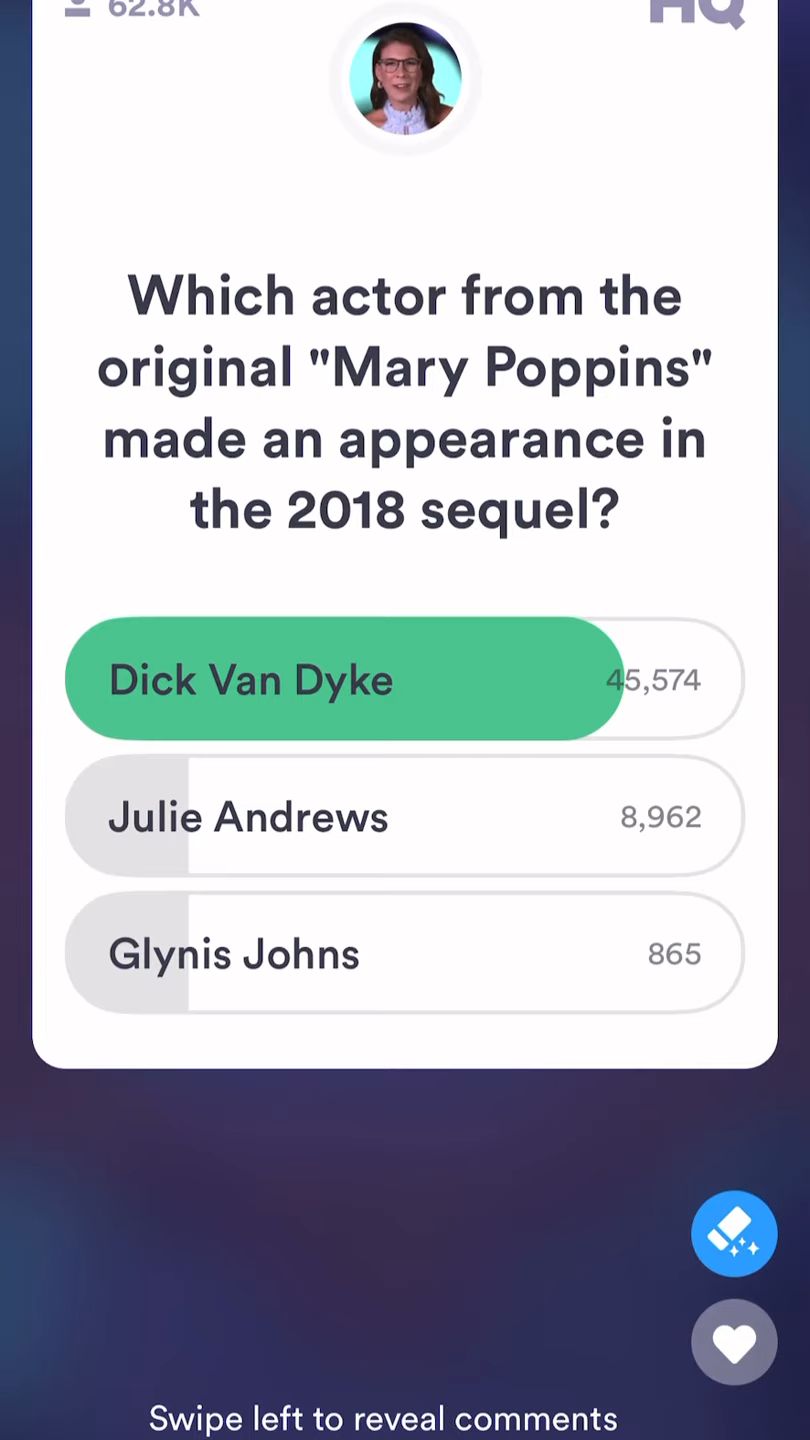 62.8K
HQ
Which actor from the
original "Mary Poppins"
made an appearance in
the 2018 sequel?
Dick Van Dyke 45,574
Julie Andrews 8,962
Glynis Johns 865
Swipe left to reveal comments